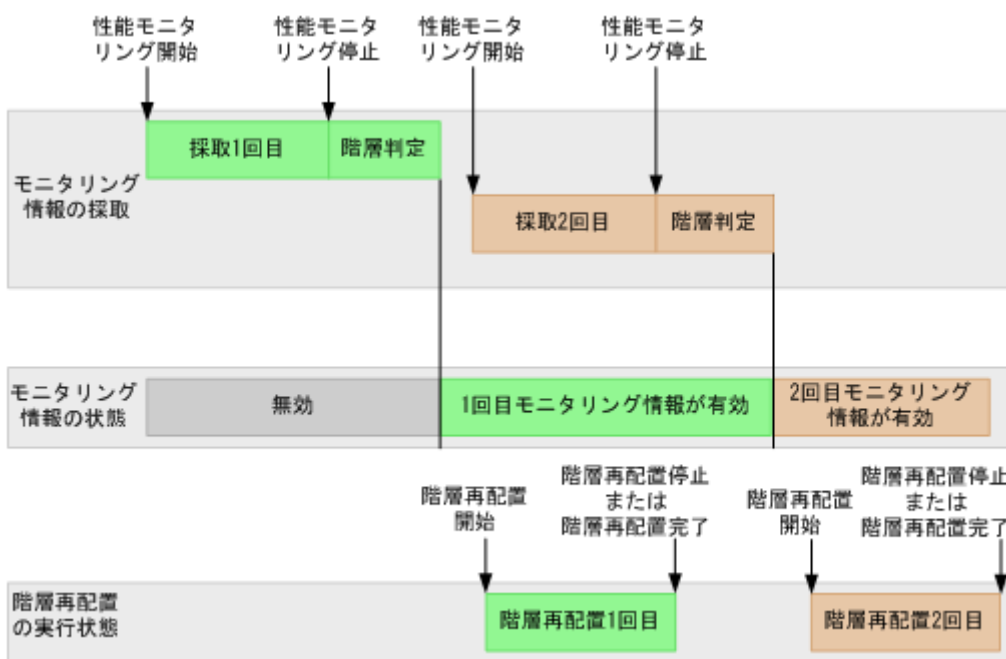 性能モニタ
リング開始
性能モニタ
リング停止
性能モニタ
リング開始
性能モニタ
リング停止
モニタリング
情報の採取
採取1回目
階層判定
採取2回目
階層判定
モニタリング
情報の状態
無効
1回目モニタリング情報が有効
2回目モニタリング
情報が有効
階層再配置
開始
階層再配置停止
または
階層再配置完了
階層再配置
開始
階層再配置停止
または
階層再配置完了
階層再配置
の実行状態
階層再配置1回目
階層再配置2回目